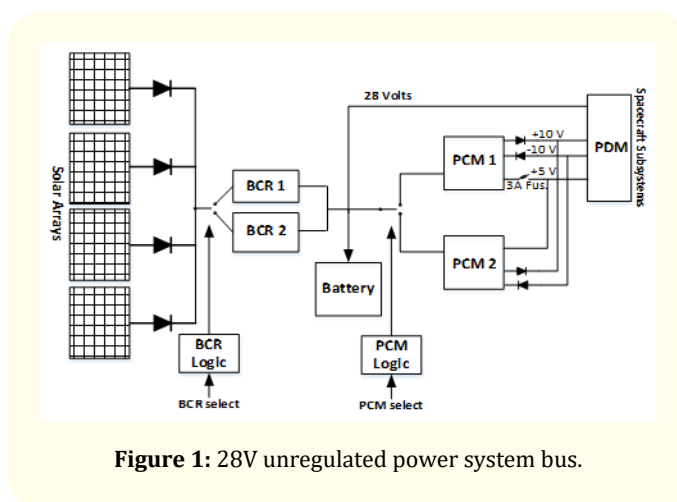 Solar Arrays
BCR 1
BCR 2
BCR
Logic
BCR select
28 Volts
Battery
PCM 1
PCM 2
+10 V
-10 V
+5 V
3A Fus.
PCM
Logic
PCM select
PDM
Spacecraft Subsystems
Figure 1: 28V unregulated power system bus.